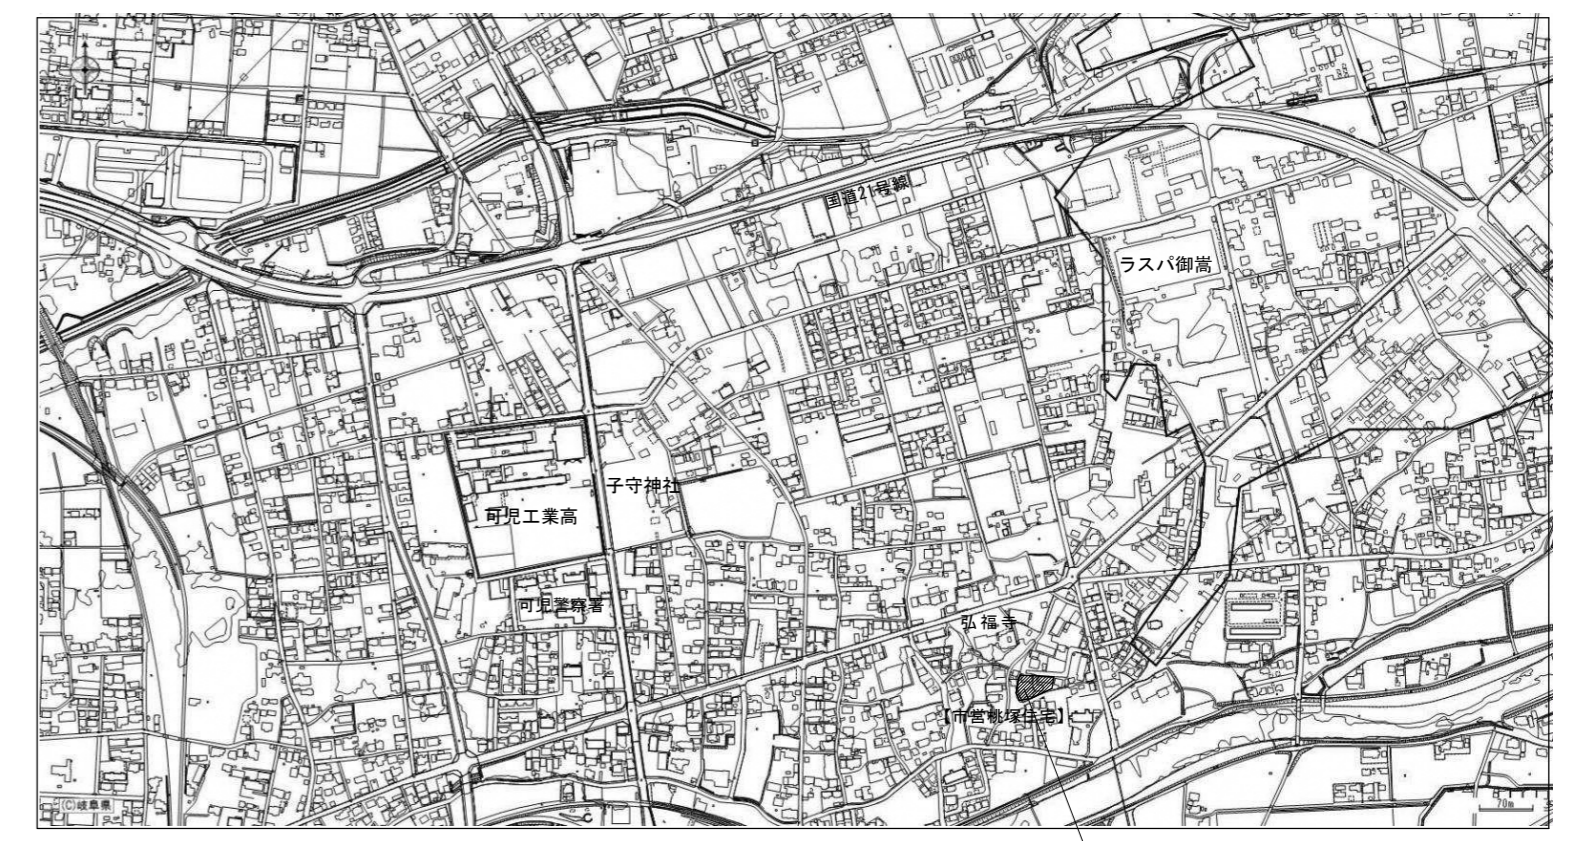 N
国道21号線
ラスパ御嵩
子守神社
可児工業高
可児警察署
弘福寺
【市営桃塚住宅】
(C)岐阜県
70m